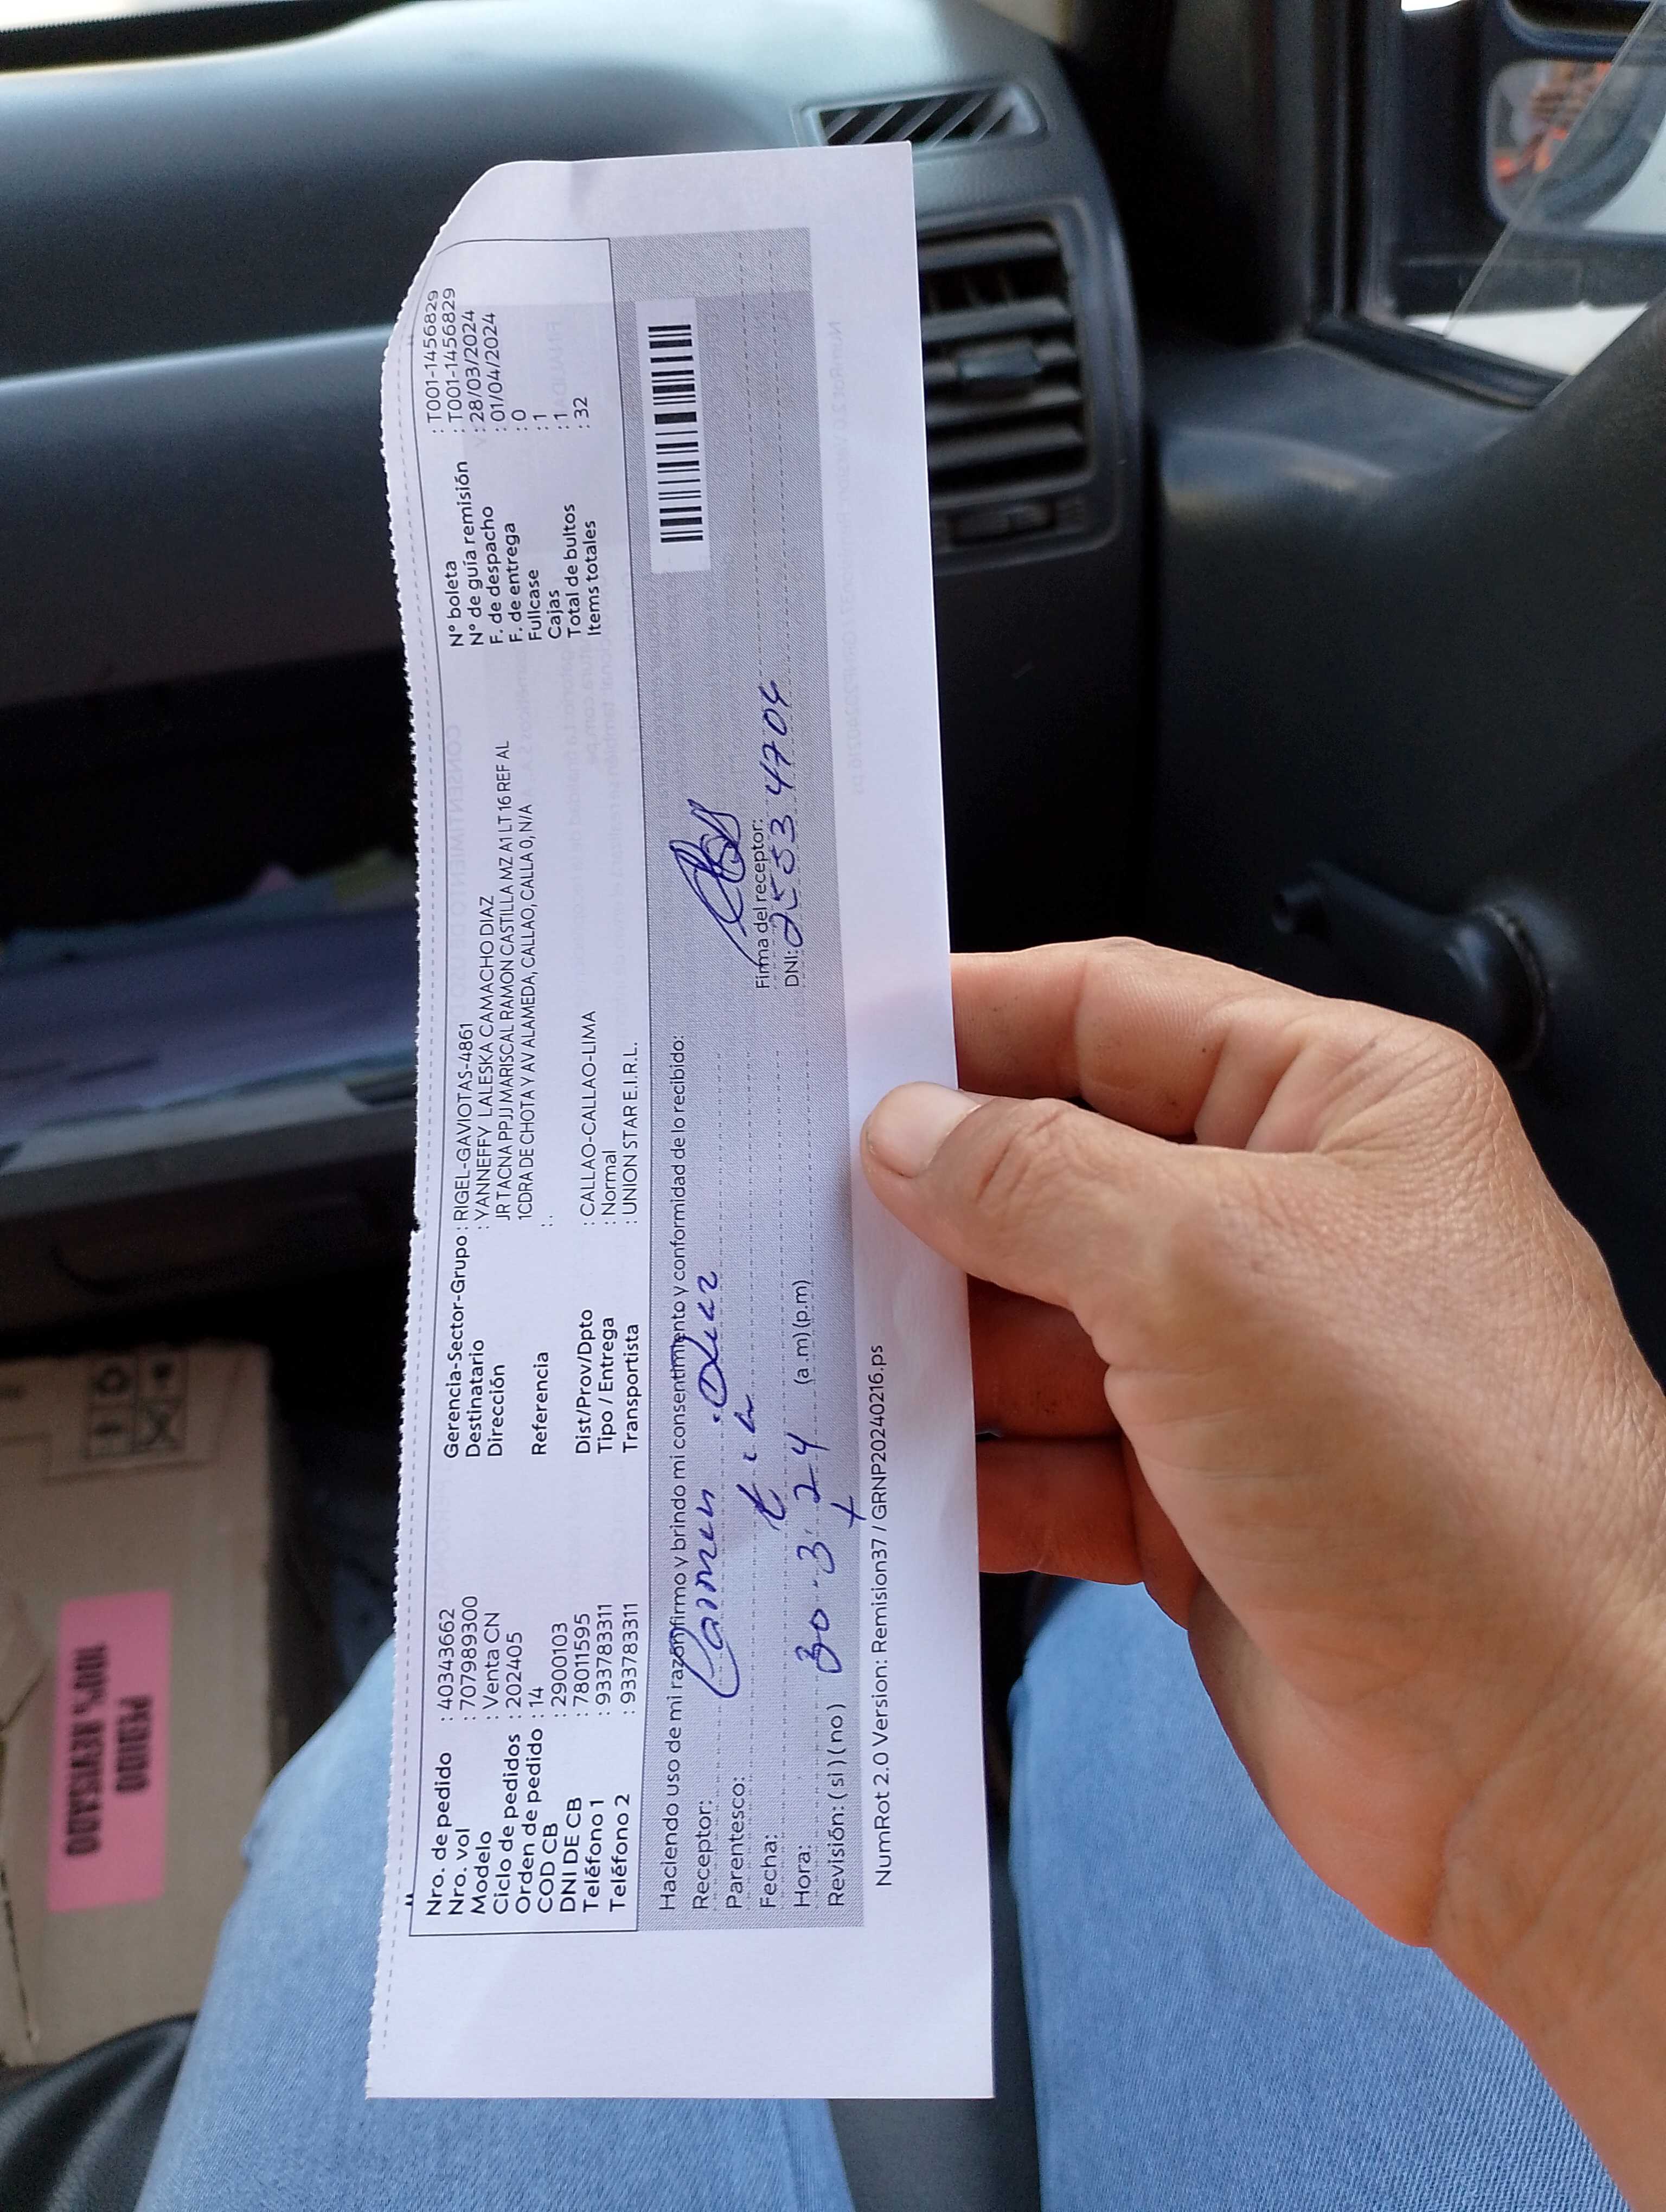 Nro. de pedido : 40343662
Nro. vol : 707989300
Modelo : Venta CN
Ciclo de pedidos : 202405
Orden de pedido : 14
COD CB : 2900103
DNI DE CB : 78011595
Teléfono 1 : 933783311
Teléfono 2 : 933783311
Gerencia-Sector-Grupo : RIGEL-GAVIOTAS-4861
Destinatario : YANNEFFY LALESKA CAMACHO DIAZ
Dirección JR TACNA PPJJ MARISCAL RAMON CASTILLA MZ A1 LT 16 REF AL
1CDRA DE CHOTA Y AV ALAMEDA, CALLAO, CALLA 0, N/A
Referencia : .
Dist/Prov/Dpto : CALLAO-CALLAO-LIMA
Tipo / Entrega : Normal
Transportista : UNION STAR E.I.R.L.
N° boleta : T001-1456829
N° de guía remisión : T001-1456829
F. de despacho : 28/03/2024
F. de entrega : 01/04/2024
Fullcase : 0
Cajas : 1
Total de bultos : 1
Items totales : 32
Haciendo uso de mi razón firmo y brindo mi consentimiento y conformidad de lo recibido:
Receptor: Carmen
Parentesco:
Fecha:
Hora: 30.3.24 (a.m) (p.m)
Revisión: ( si ) ( no )
Firma del receptor:
DNI: 2553 4704
NumRot 2.0 Version: Remision37 / GRNP20240216.ps
PEDIDO
100% REVISADO